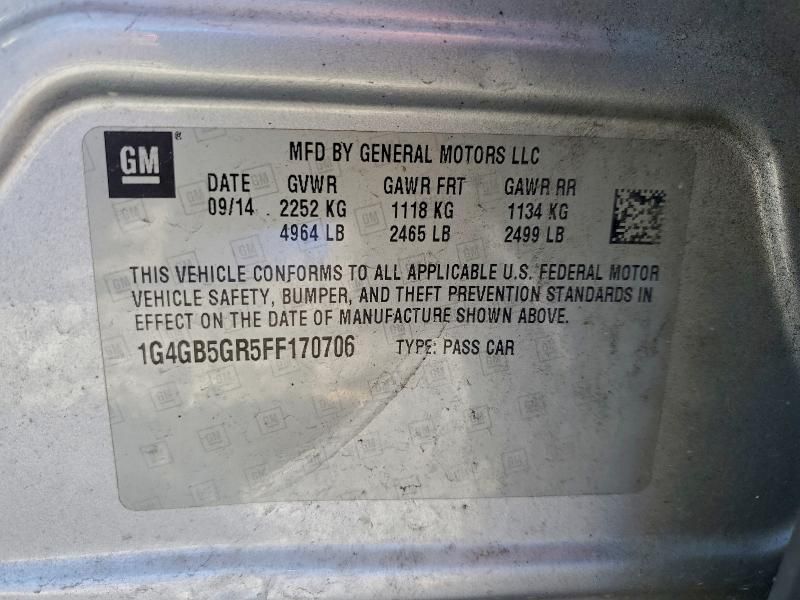 GM®
MFD BY GENERAL MOTORS LLC
DATE GVWR GAWR FRT GAWR RR
09/14 2252 KG 1118 KG 1134 KG
4964 LB 2465 LB 2499 LB
THIS VEHICLE CONFORMS TO ALL APPLICABLE U.S. FEDERAL MOTOR
VEHICLE SAFETY, BUMPER, AND THEFT PREVENTION STANDARDS IN
EFFECT ON THE DATE OF MANUFACTURE SHOWN ABOVE.
1G4GB5GR5FF170706 TYPE: PASS CAR